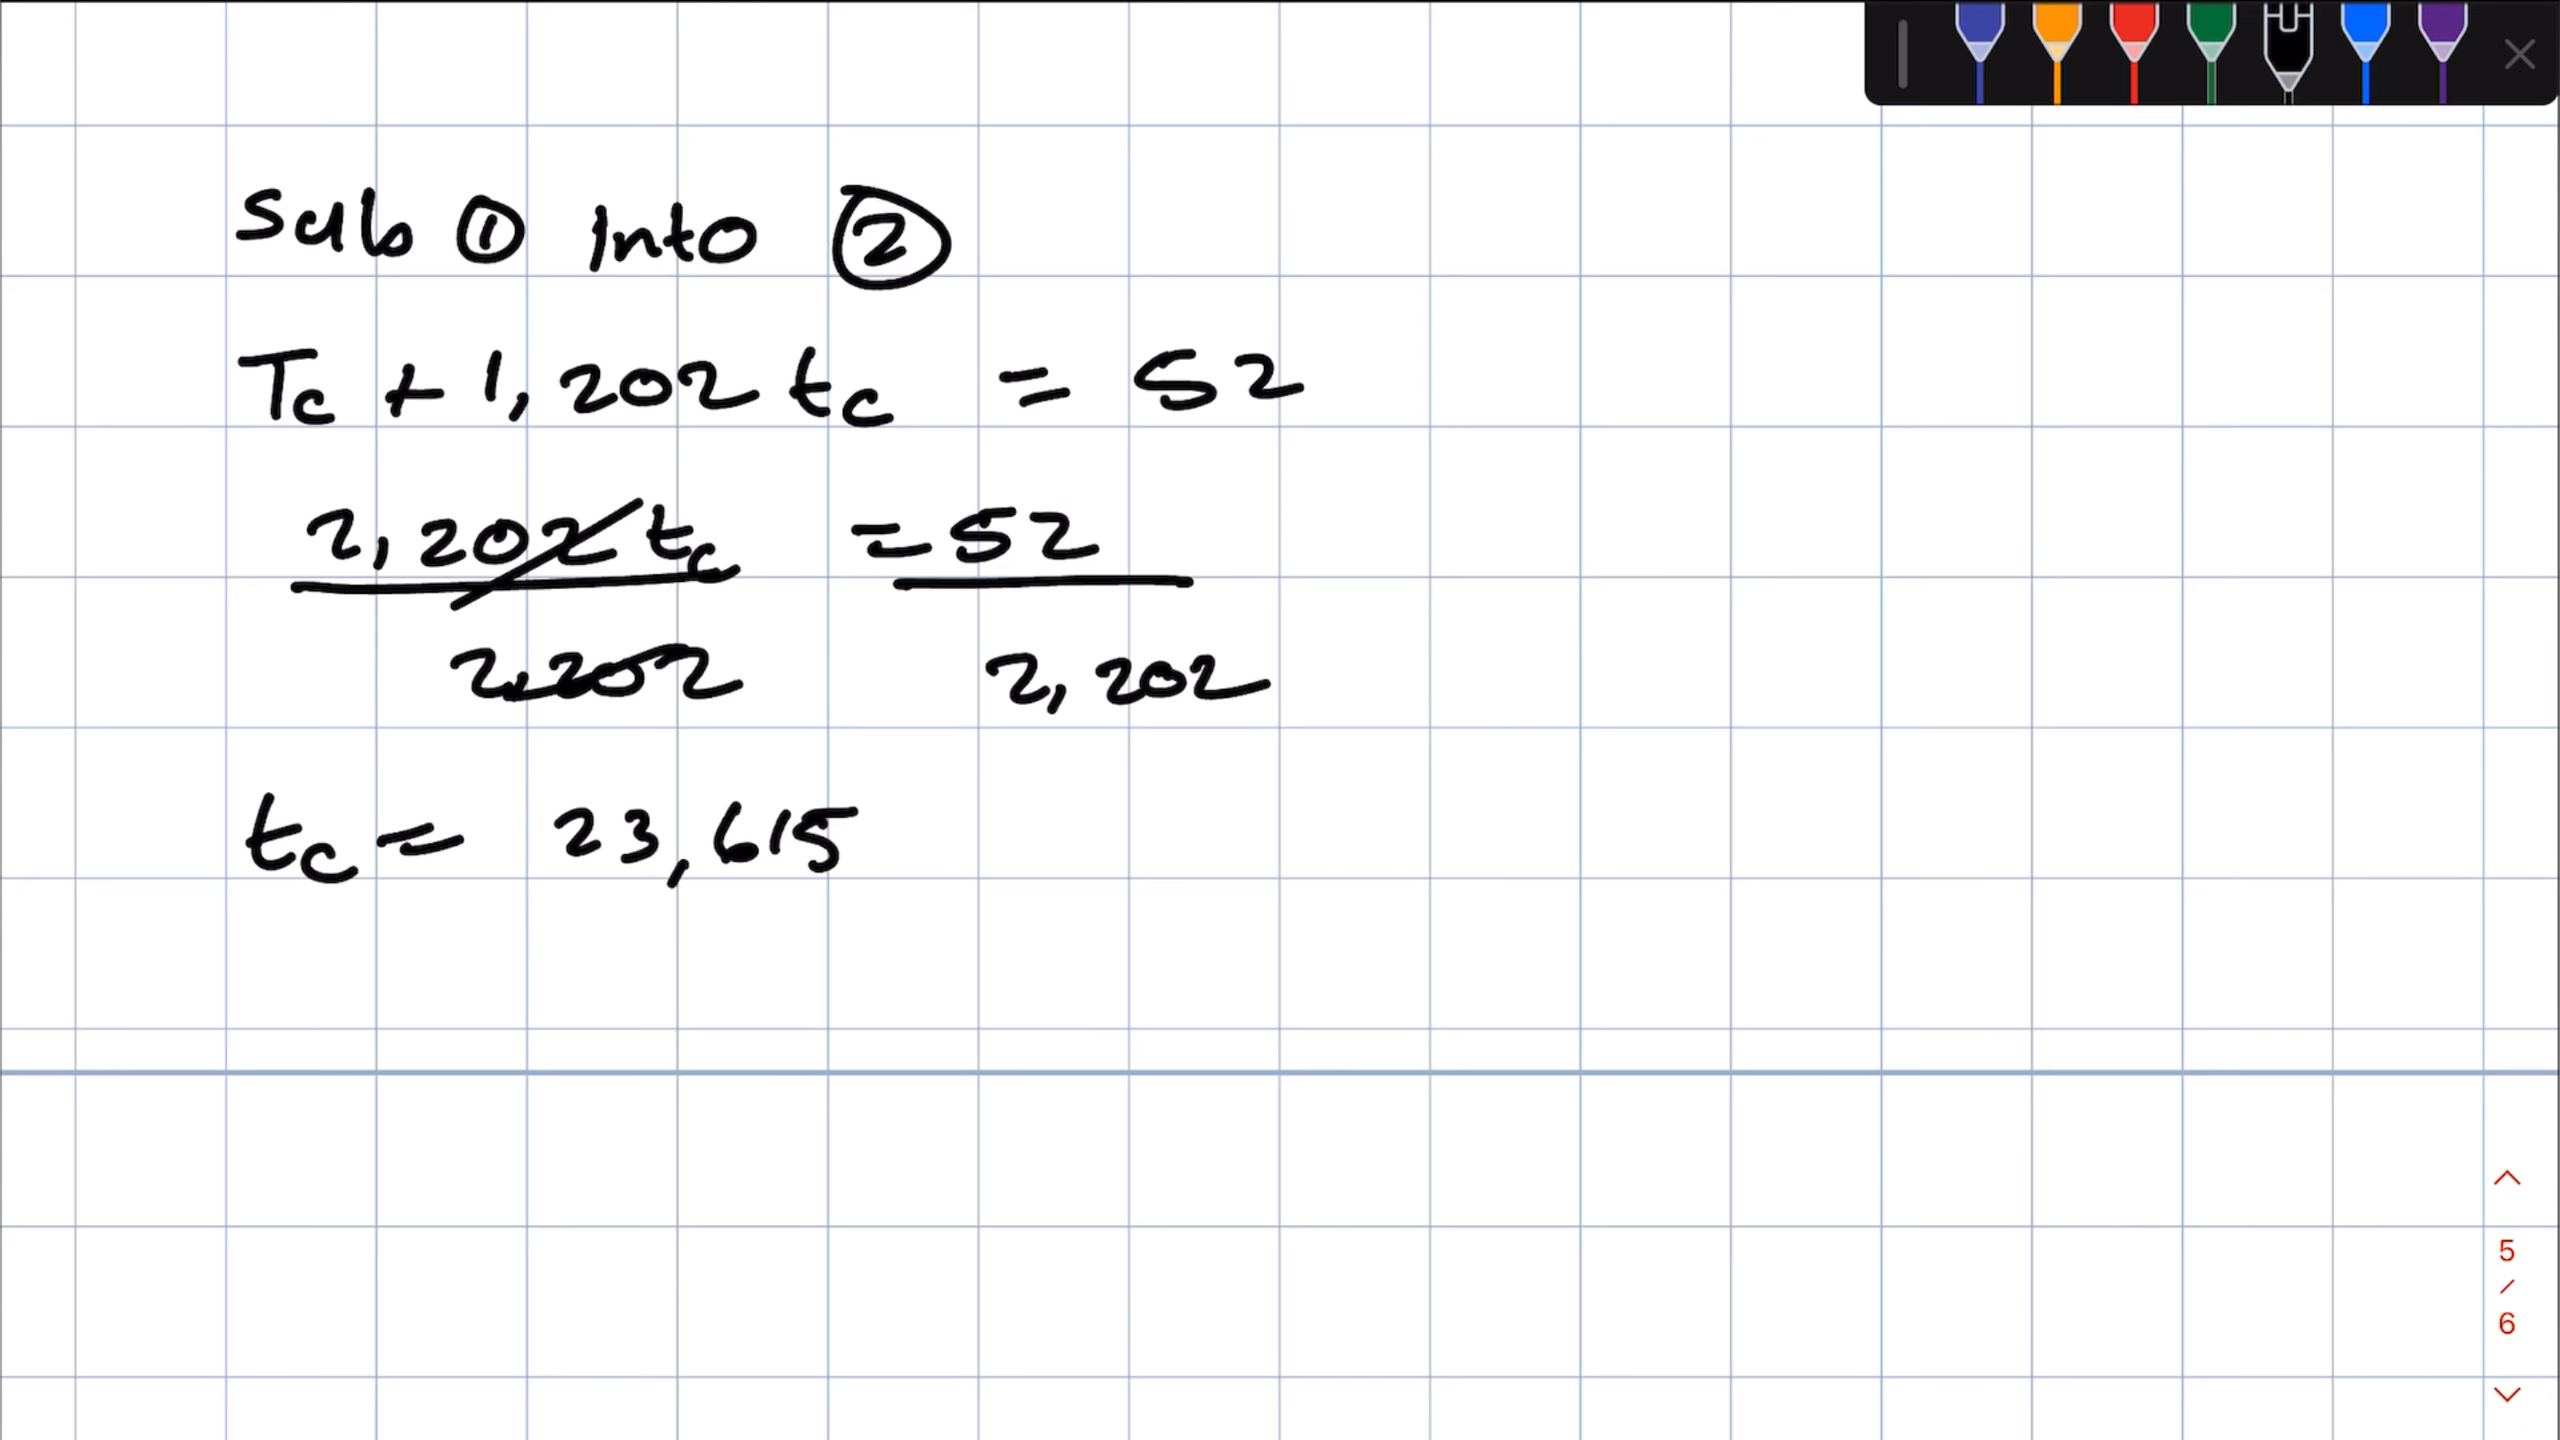 Sub ① into ②
Tc + 1,202 tc = 52
2,202 tc = 52
2,202 2,202
tc = 23,615
5
/
6